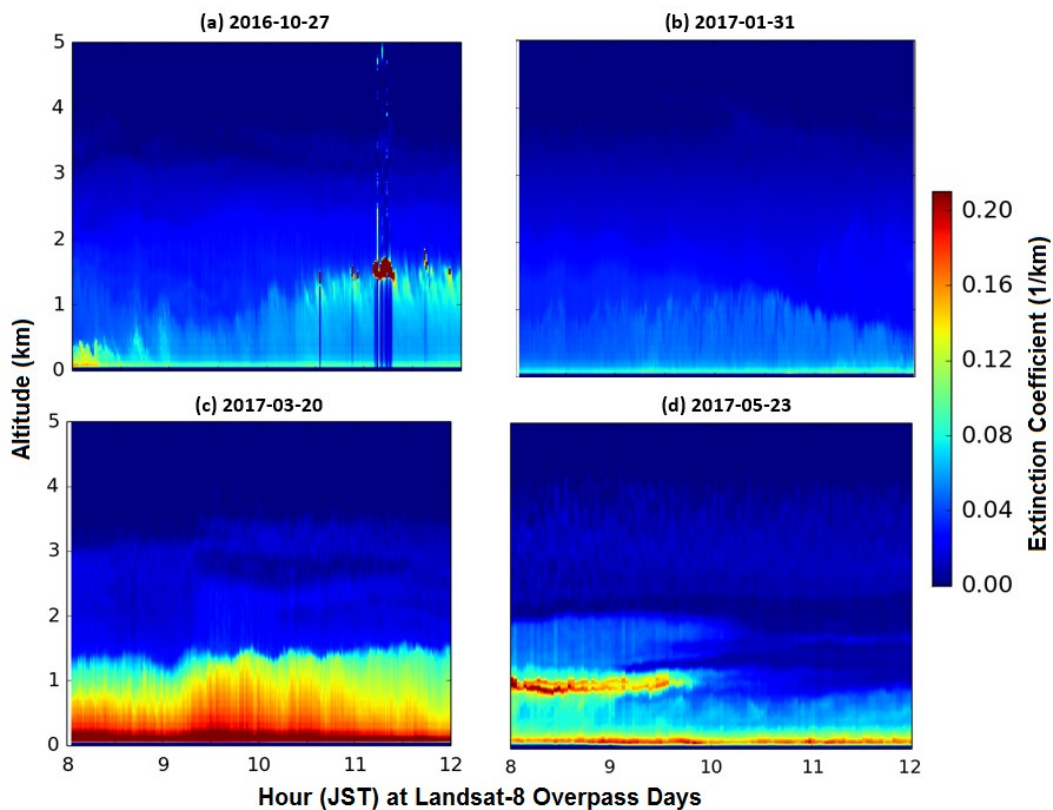 (a) 2016-10-27
(b) 2017-01-31
5
4
3
2
1
0
(c) 2017-03-20
(d) 2017-05-23
5
4
3
2
1
0
8 9 10 11 12
8 9 10 11 12
Altitude (km)
Hour (JST) at Landsat-8 Overpass Days
0.20
0.16
0.12
0.08
0.04
0.00
Extinction Coefficient (1/km)